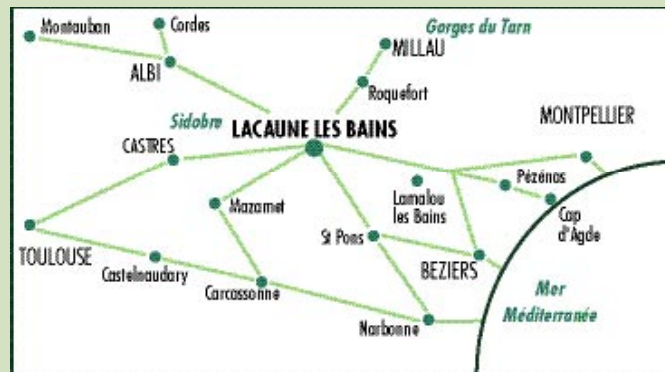 Montauban
Cordes
Gorges du Tarn
MILLAU
ALBI
Roquefort
Sidobre
LACAUNE LES BAINS
MONTPELLIER
CASTRES
Pézénas
Mazamet
Lamalou
les Bains
Cap
d'Agde
St Pons
TOULOUSE
Castelnaudary
BEZIERS
Carcassonne
Mer
Méditerranée
Narbonne